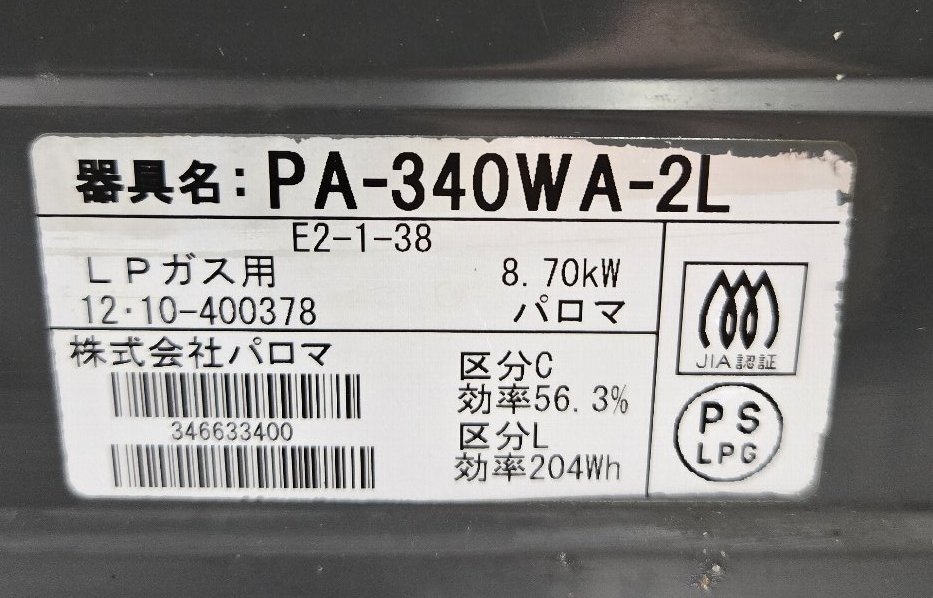 器具名:PA-340WA-2L
E2-1-38
LPガス用 8.70kW
12・10-400378 パロマ
JIA認証
株式会社パロマ
346633400
区分C
効率56.3%
区分L
効率204Wh
PS
LPG